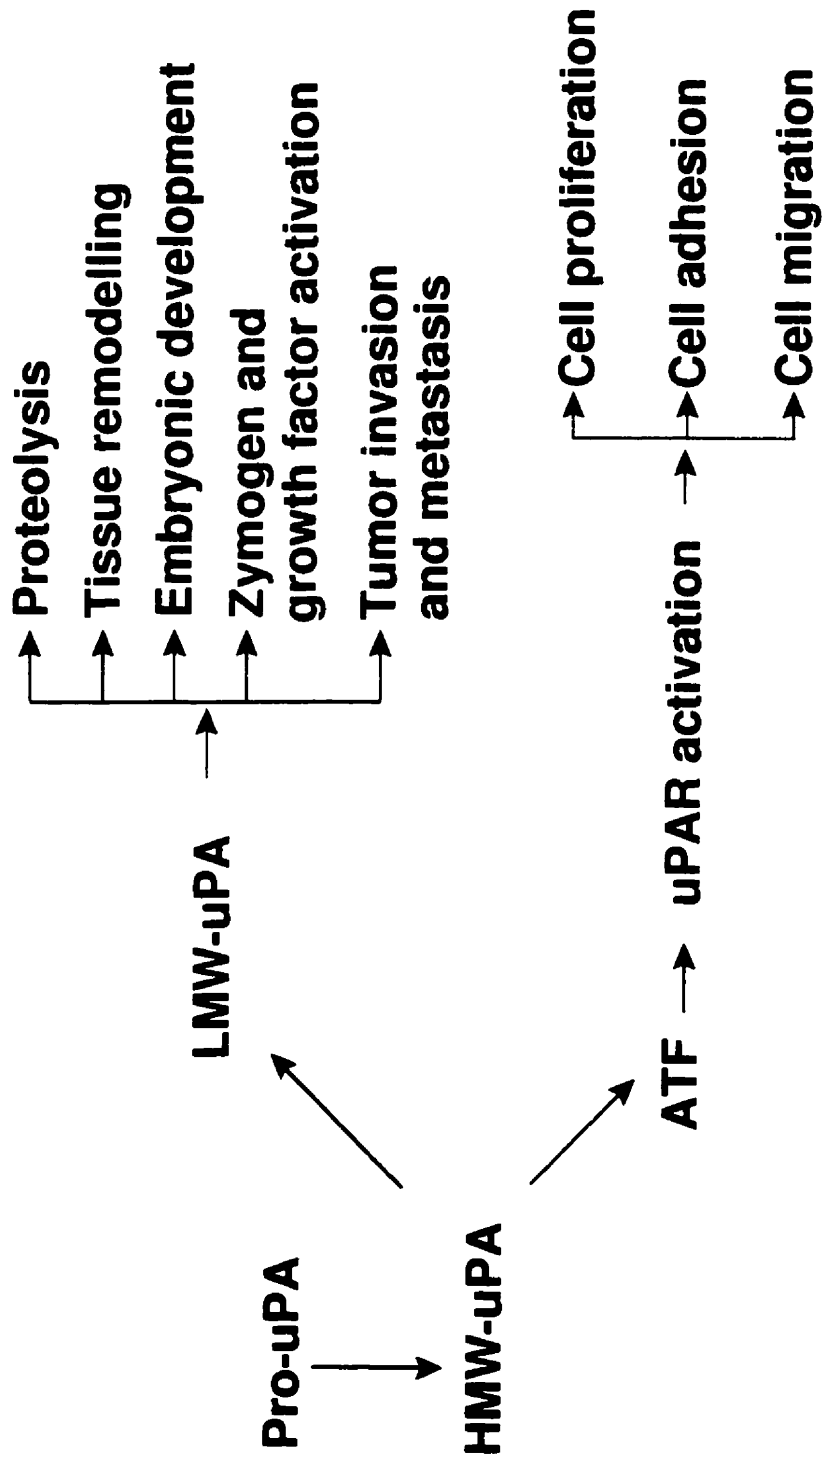 Pro-uPA
HMW-uPA
LMW-uPA
Proteolysis
Tissue remodelling
Embryonic development
Zymogen and
growth factor activation
Tumor invasion
and metastasis
ATF
uPAR activation
Cell proliferation
Cell adhesion
Cell migration